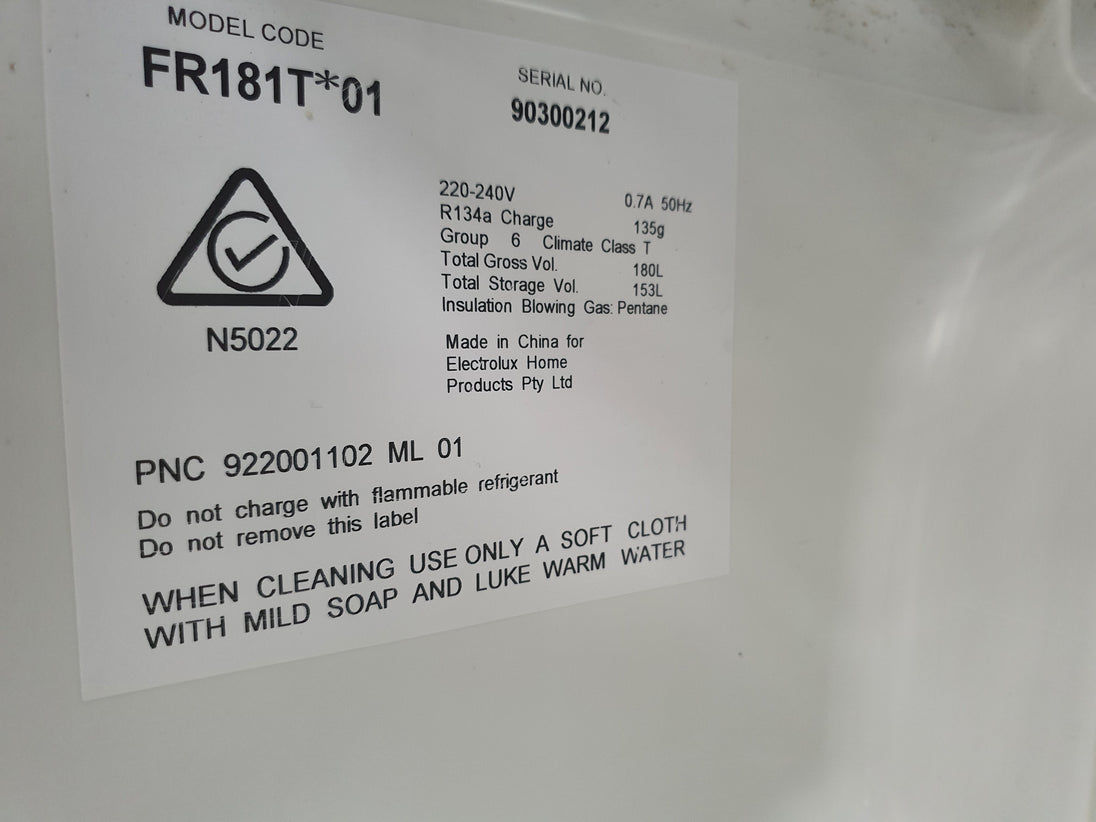 MODEL CODE
FR181T*01
SERIAL NO.
90300212
220-240V 0.7A 50Hz
R134a Charge 135g
Group 6 Climate Class T
Total Gross Vol. 180L
Total Storage Vol. 153L
Insulation Blowing Gas: Pentane
Made in China for
Electrolux Home
Products Pty Ltd
N5022
PNC 922001102 ML 01
Do not charge with flammable refrigerant
Do not remove this label
WHEN CLEANING USE ONLY A SOFT CLOTH
WITH MILD SOAP AND LUKE WARM WATER